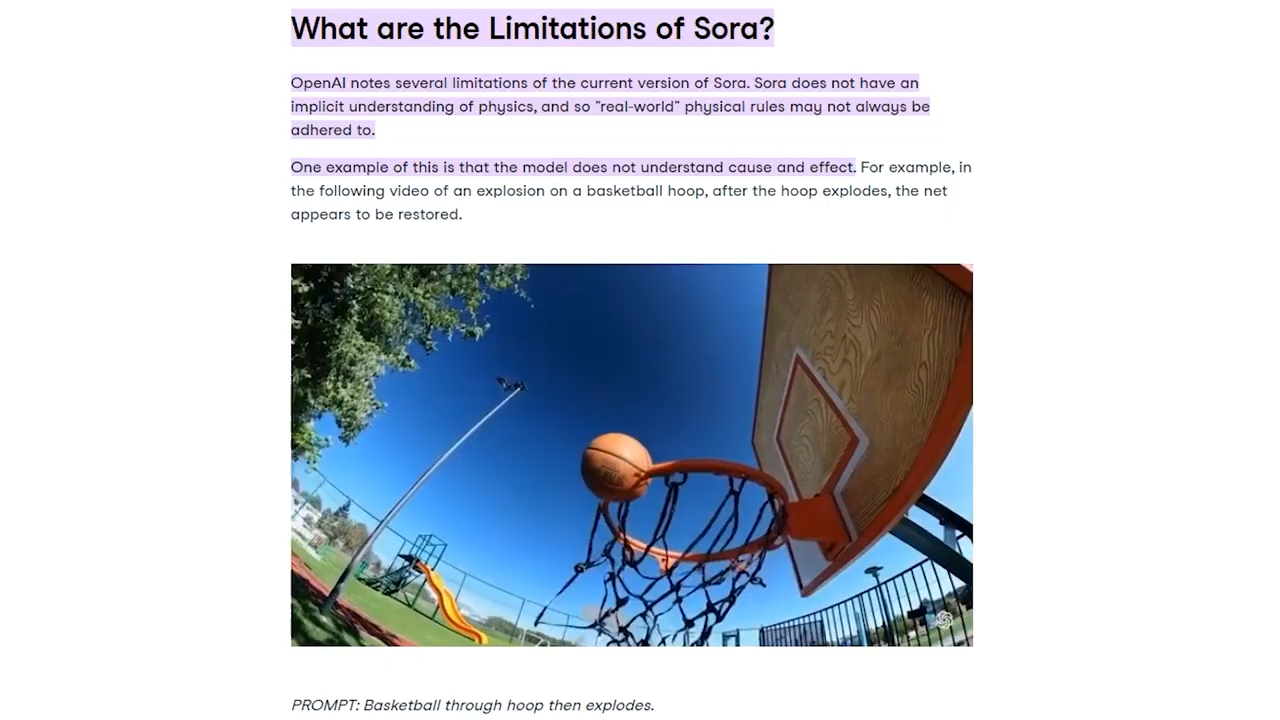 What are the Limitations of Sora?
OpenAI notes several limitations of the current version of Sora. Sora does not have an
implicit understanding of physics, and so "real-world" physical rules may not always be
adhered to.
One example of this is that the model does not understand cause and effect. For example, in
the following video of an explosion on a basketball hoop, after the hoop explodes, the net
appears to be restored.
PROMPT: Basketball through hoop then explodes.